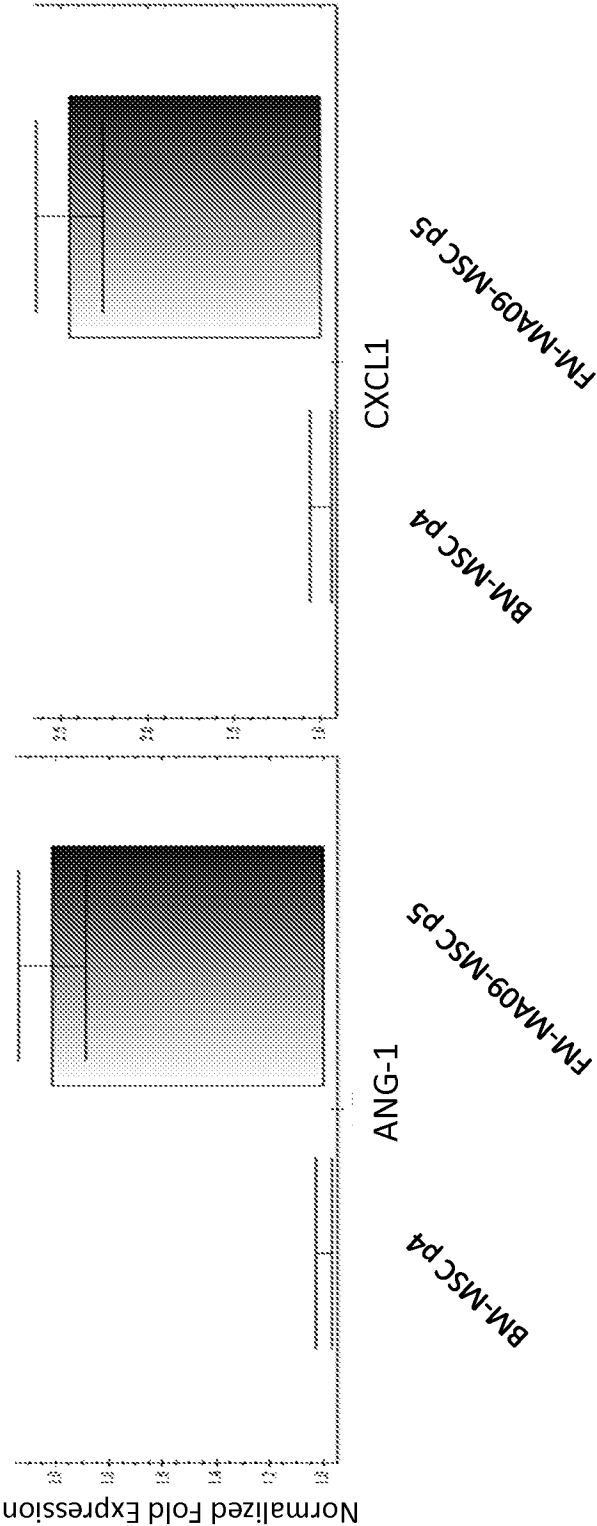 Normalized Fold Expression
BM-MSC p4
FM-MA09-MSC p5
ANG-1
BM-MSC p4
FM-MA09-MSC p5
CXCL1